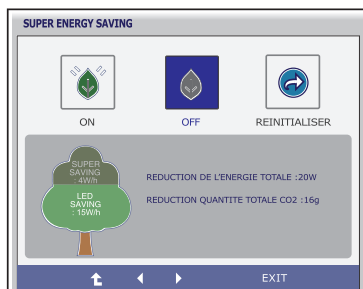 SUPER ENERGY SAVING
ON
OFF
REINITIALISER
SUPER
SAVING
: 4W/h
LED
SAVING
: 15W/h
REDUCTION DE L'ENERGIE TOTALE :20W
REDUCTION QUANTITE TOTALE CO2 :16g
EXIT